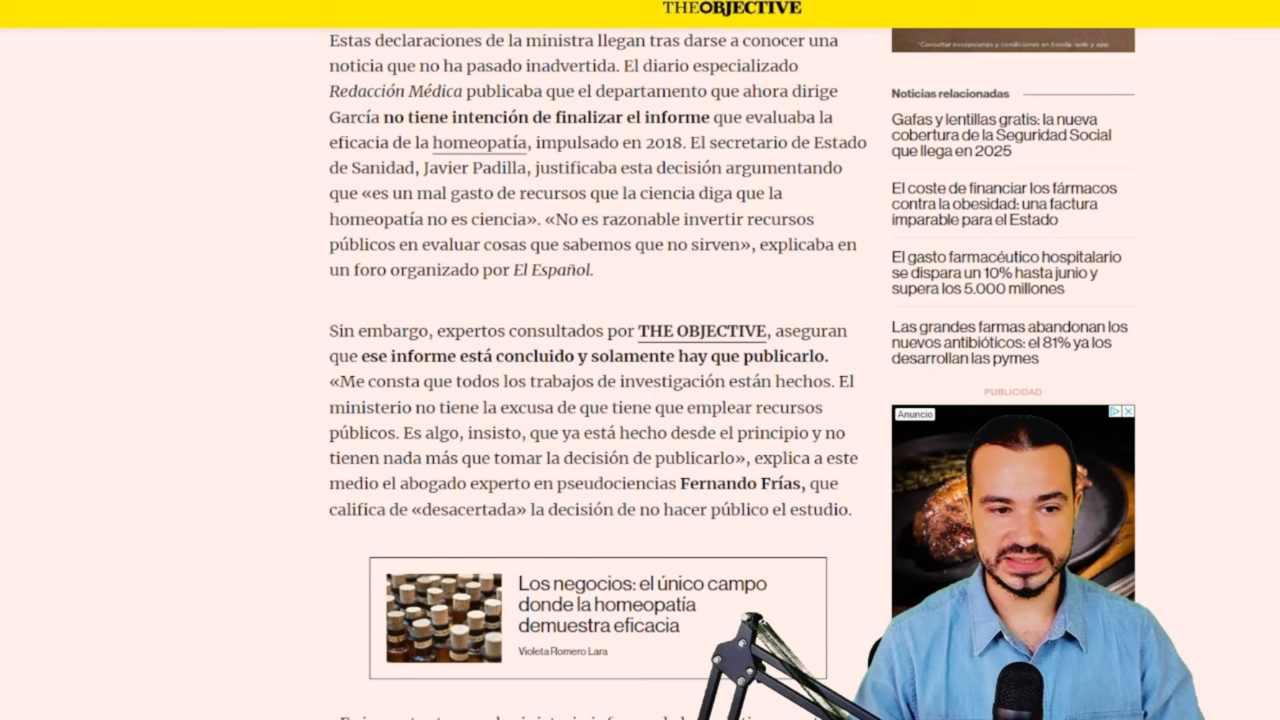 THEOBJECTIVE
Estas declaraciones de la ministra llegan tras darse a conocer una
noticia que no ha pasado inadvertida. El diario especializado
Redacción Médica publicaba que el departamento que ahora dirige
García no tiene intención de finalizar el informe que evaluaba la
eficacia de la homeopatía, impulsado en 2018. El secretario de Estado
de Sanidad, Javier Padilla, justificaba esta decisión argumentando
que «es un mal gasto de recursos que la ciencia diga que la
homeopatía no es ciencia». «No es razonable invertir recursos
públicos en evaluar cosas que sabemos que no sirven», explicaba en
un foro organizado por El Español.
Sin embargo, expertos consultados por THE OBJECTIVE, aseguran
que ese informe está concluido y solamente hay que publicarlo.
«Me consta que todos los trabajos de investigación están hechos. El
ministerio no tiene la excusa de que tiene que emplear recursos
públicos. Es algo, insisto, que ya está hecho desde el principio y no
tienen nada más que tomar la decisión de publicarlo», explica a este
medio el abogado experto en pseudociencias Fernando Frías, que
califica de «desacertada» la decisión de no hacer público el estudio.
Los negocios: el único campo
donde la homeopatía
demuestra eficacia
Violeta Romero Lara
*Consultar excepciones y condiciones en tienda, web y app.
Noticias relacionadas
Gafas y lentillas gratis: la nueva
cobertura de la Seguridad Social
que llega en 2025
El coste de financiar los fármacos
contra la obesidad: una factura
imparable para el Estado
El gasto farmacéutico hospitalario
se dispara un 10% hasta junio y
supera los 5.000 millones
Las grandes farmas abandonan los
nuevos antibióticos: el 81% ya los
desarrollan las pymes
PUBLICIDAD
Anuncio